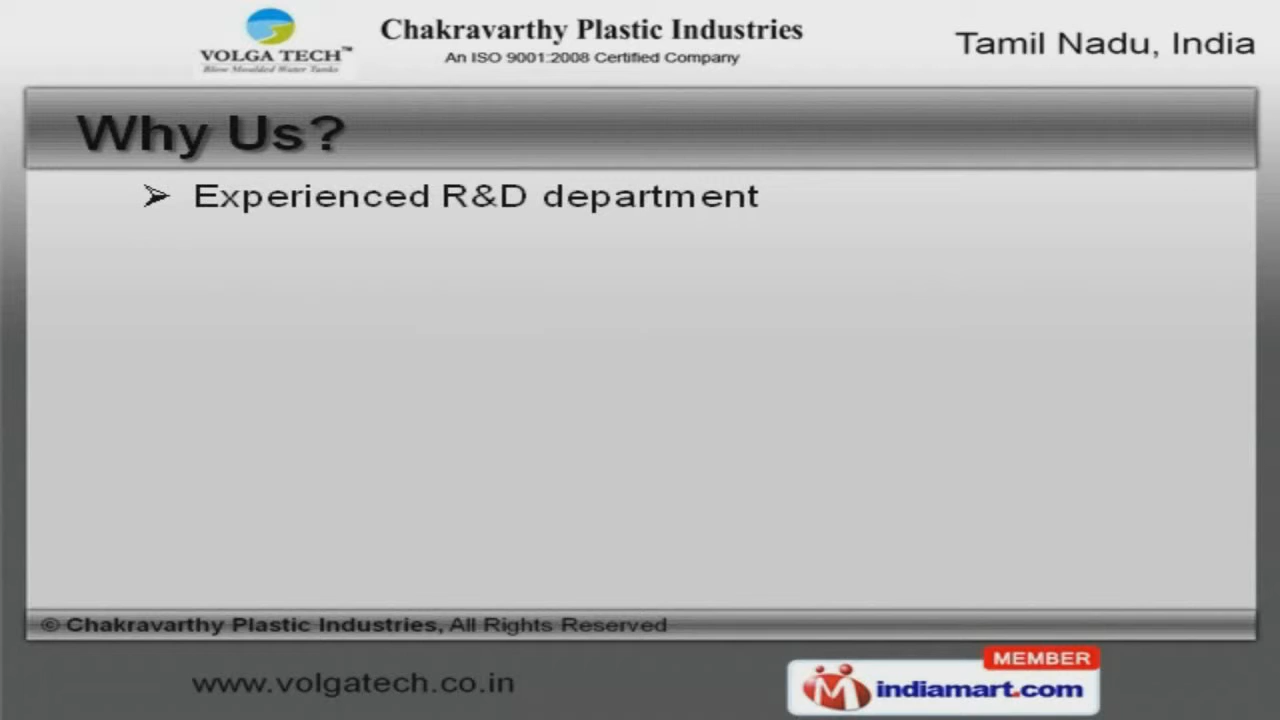 VOLGA TECH™
Blow Moulded Water Tanks
Chakravarthy Plastic Industries
An ISO 9001:2008 Certified Company
Tamil Nadu, India
Why Us?
➢ Experienced R&D department
© Chakravarthy Plastic Industries, All Rights Reserved
www.volgatech.co.in
MEMBER
indiamart.com